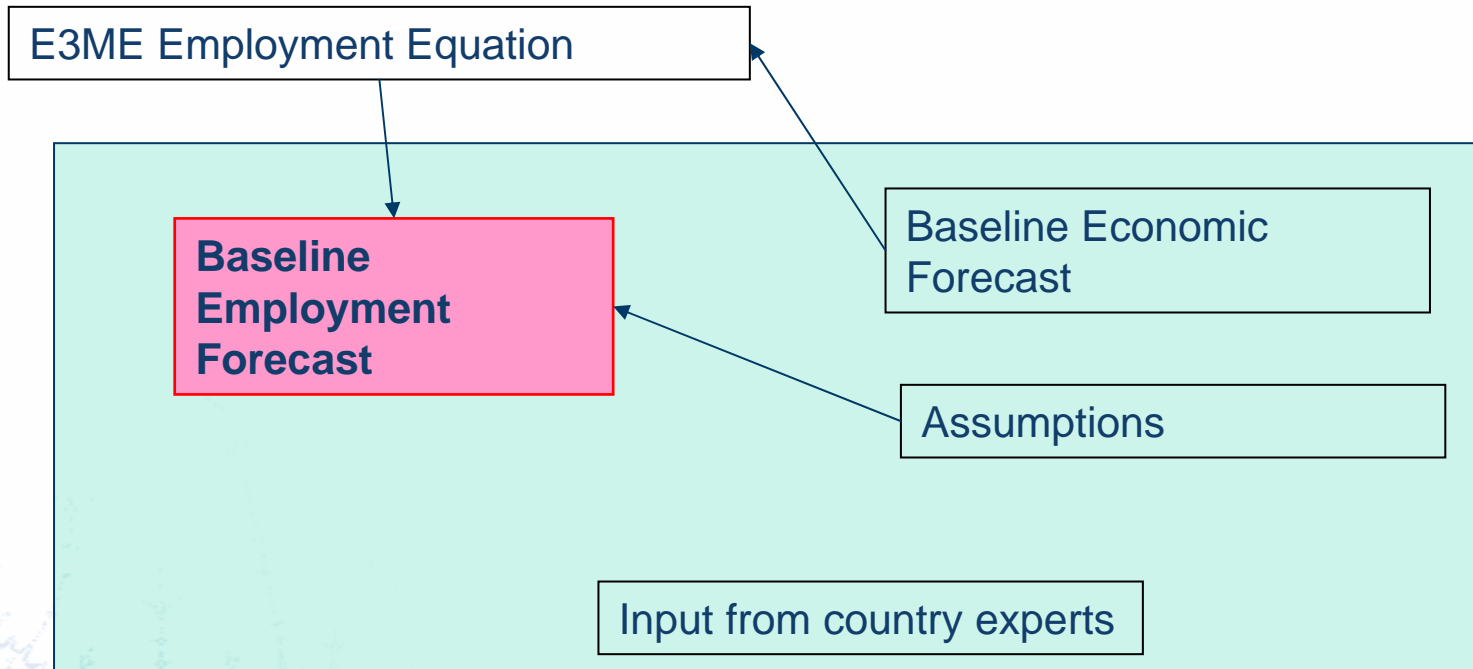 E3ME Employment Equation
Baseline
Employment
Forecast
Baseline Economic
Forecast
Assumptions
Input from country experts